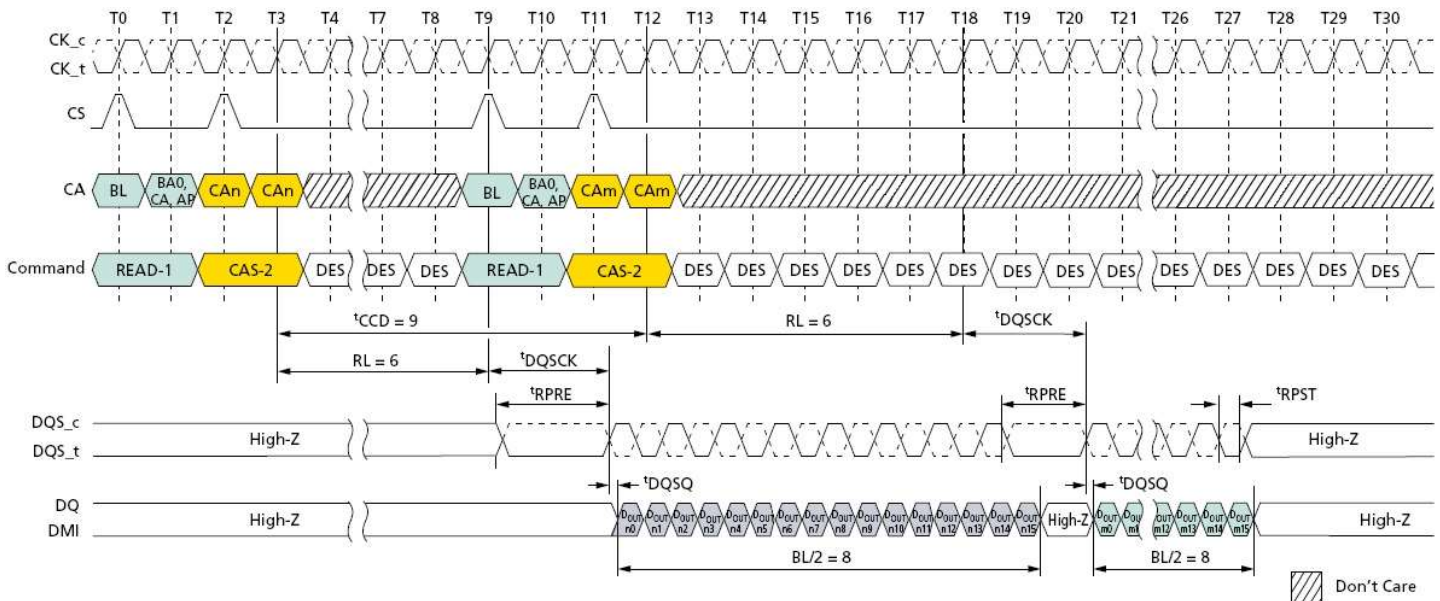 T0 T1 T2 T3 T4 T7 T8 T9 T10 T11 T12 T13 T14 T15 T16 T17 T18 T19 T20 T21 T26 T27 T28 T29 T30
CK_c
CK_t
CS
CA BL BA0, CA, AP CAn CAn BL BA0, CA, AP CAm CAm
Command READ-1 CAS-2 DES DES DES READ-1 CAS-2 DES DES DES DES DES DES DES DES DES DES DES DES DES DES
tCCD = 9 RL = 6 tDQSCK
RL = 6 tDQSCK
tRPRE tRPRE tRPST
DQS_c
DQS_t
High-Z High-Z
tDQSQ tDQSQ
DQ
DMI
High-Z DOUT n0 DOUT n1 DOUT n2 DOUT n3 DOUT n4 DOUT n5 DOUT n6 DOUT n7 DOUT n8 DOUT n9 DOUT n10 DOUT n11 DOUT n12 DOUT n13 DOUT n14 DOUT n15 High-Z DOUT m0 DOU m1 OUT m12 DOUT m13 DOUT m14 DOUT m15 High-Z
BL/2 = 8 BL/2 = 8
Don't Care